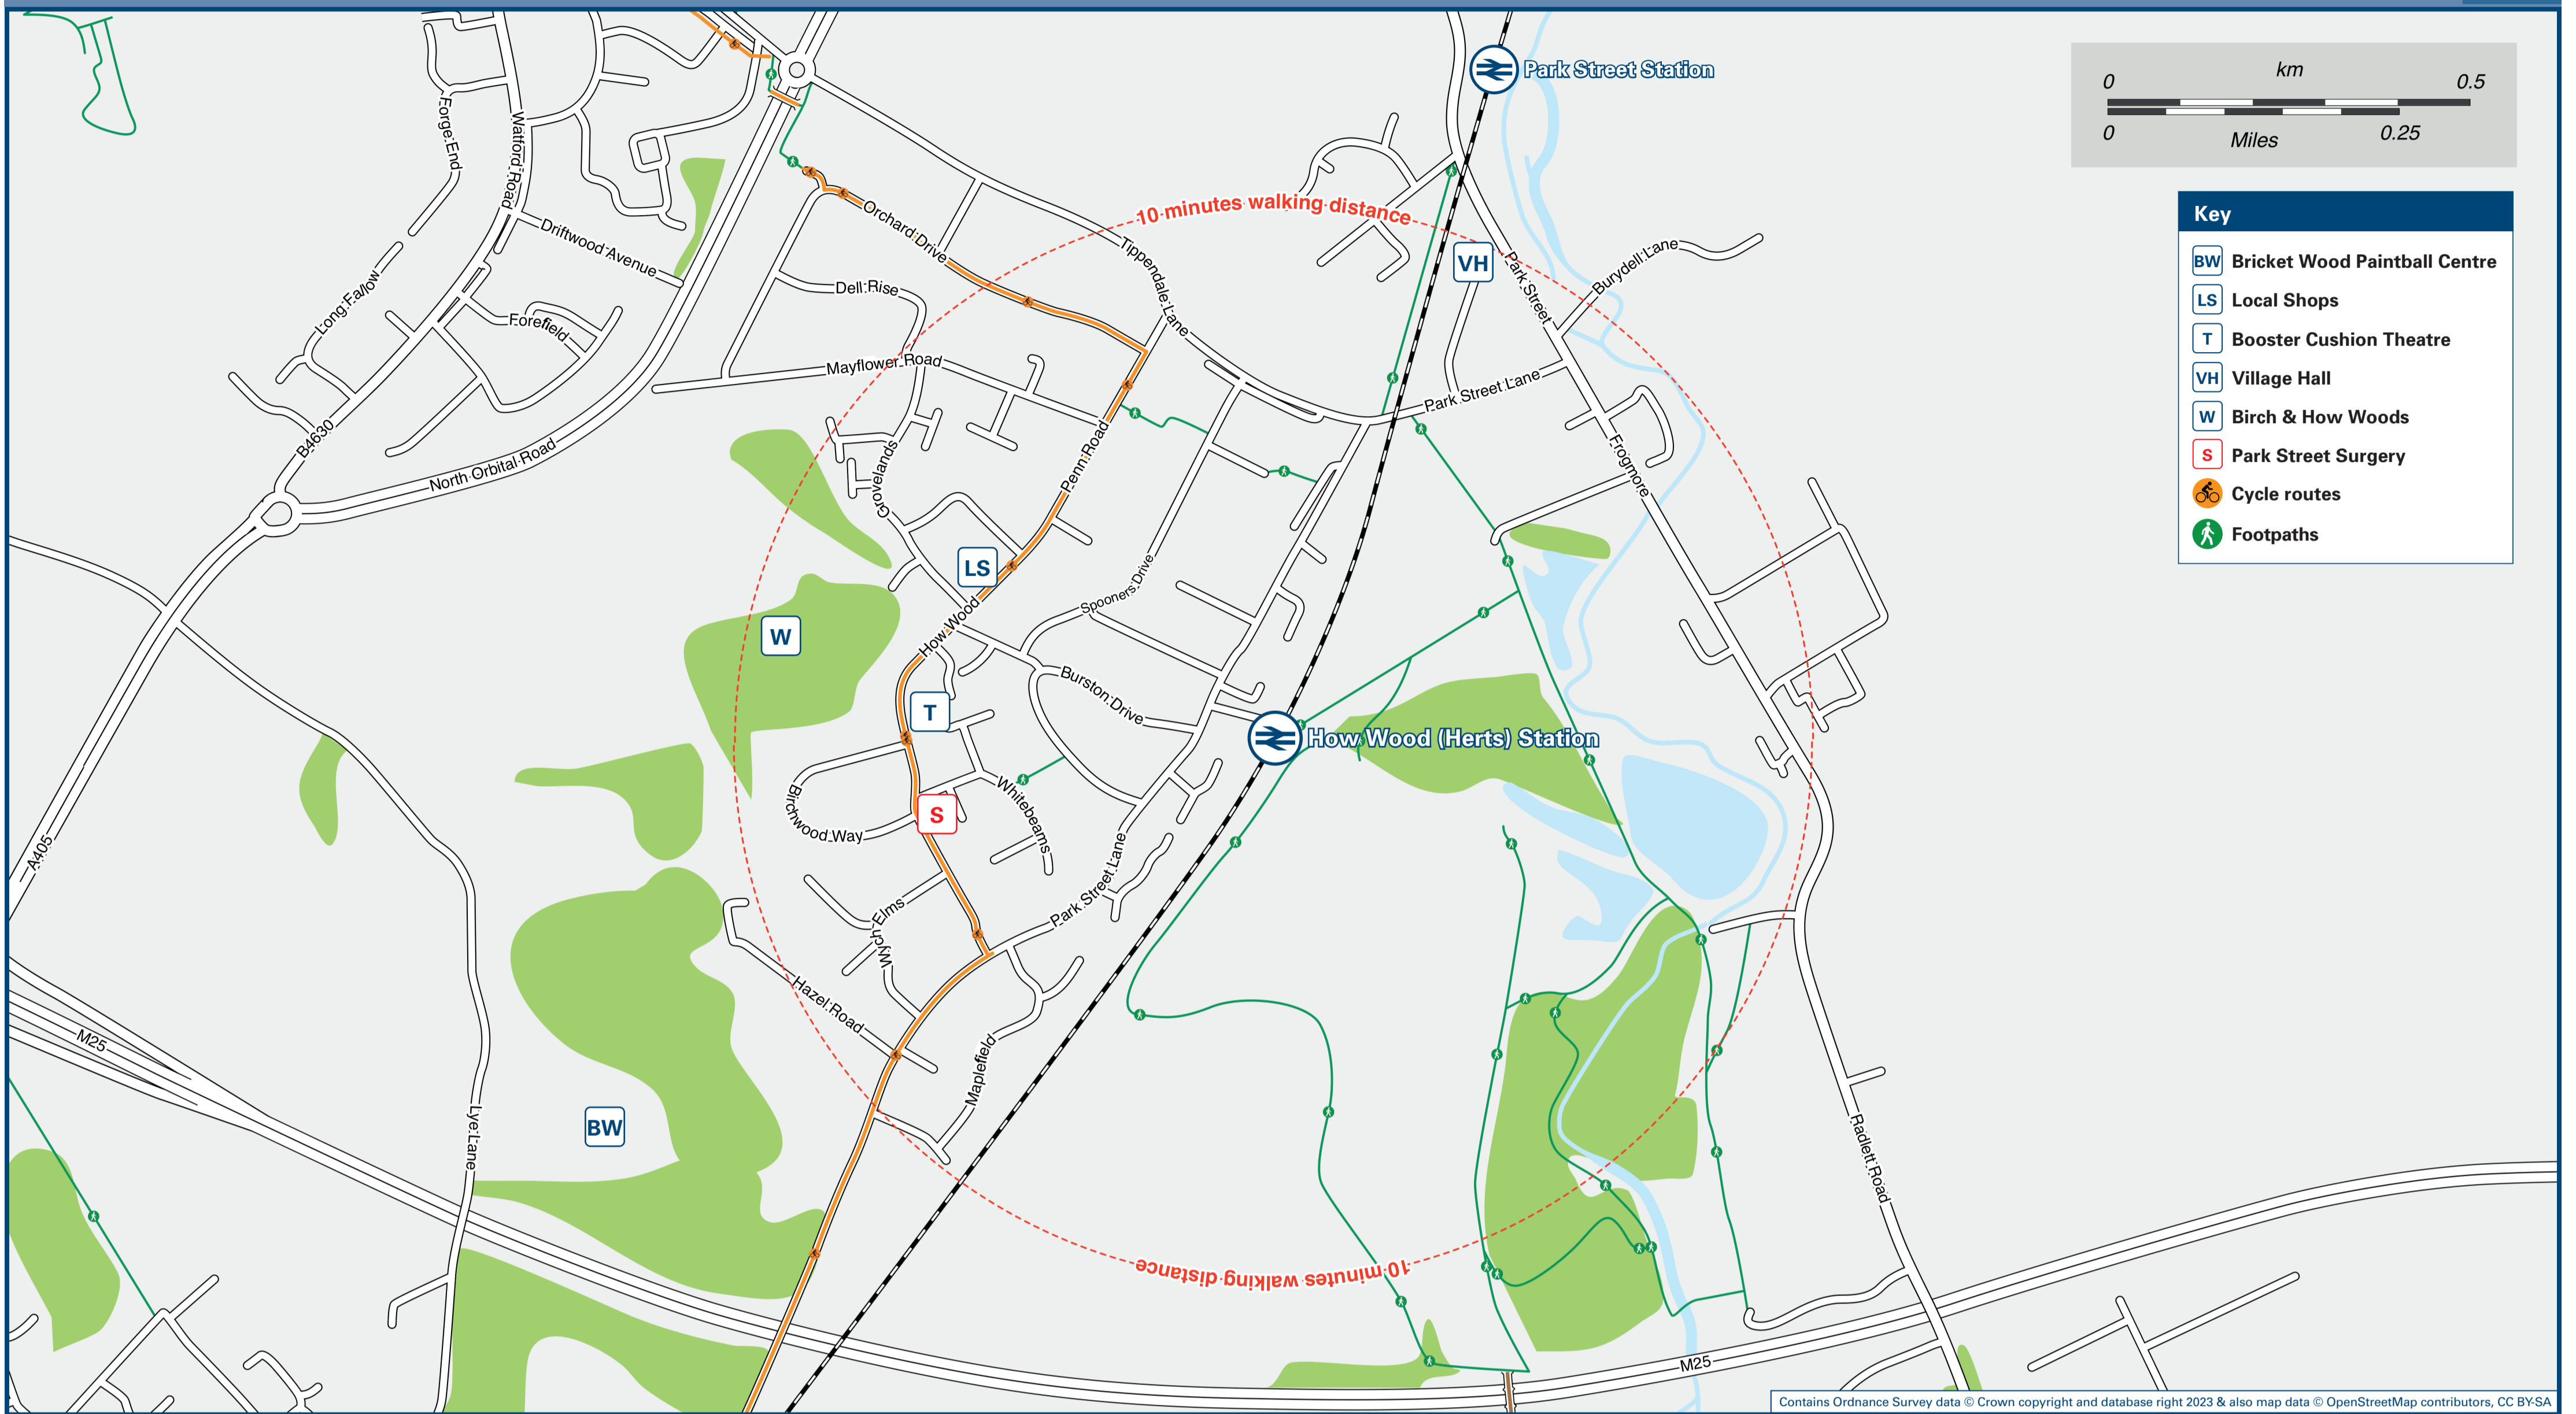 Park Street Station
km
0
0.5
0
0.25
Miles
Key
BW Bricket Wood Paintball Centre
LS Local Shops
T Booster Cushion Theatre
VH Village Hall
W Birch & How Woods
S Park Street Surgery
Cycle routes
Footpaths
Forge End
Watford Road
Driftwood Avenue
Long Fallow
Forefield
B4630
North Orbital Road
Orchard Drive
10 minutes walking distance
Tippendale Lane
Dell Rise
Mayflower Road
VH
Park Street
Burydell Lane
Park Street Lane
Frogmore
Penn Road
Grovelands
LS
Spooners Drive
How Wood
W
Burston Drive
T
How Wood (Herts) Station
Birchwood Way
S
Whitebeams
Park Street Lane
A405
Wych Elms
Hazel Road
Maplefield
M25
Lye Lane
BW
Radlett Road
10 minutes walking distance
M25
Contains Ordnance Survey data © Crown copyright and database right 2023 & also map data © OpenStreetMap contributors, CC BY-SA